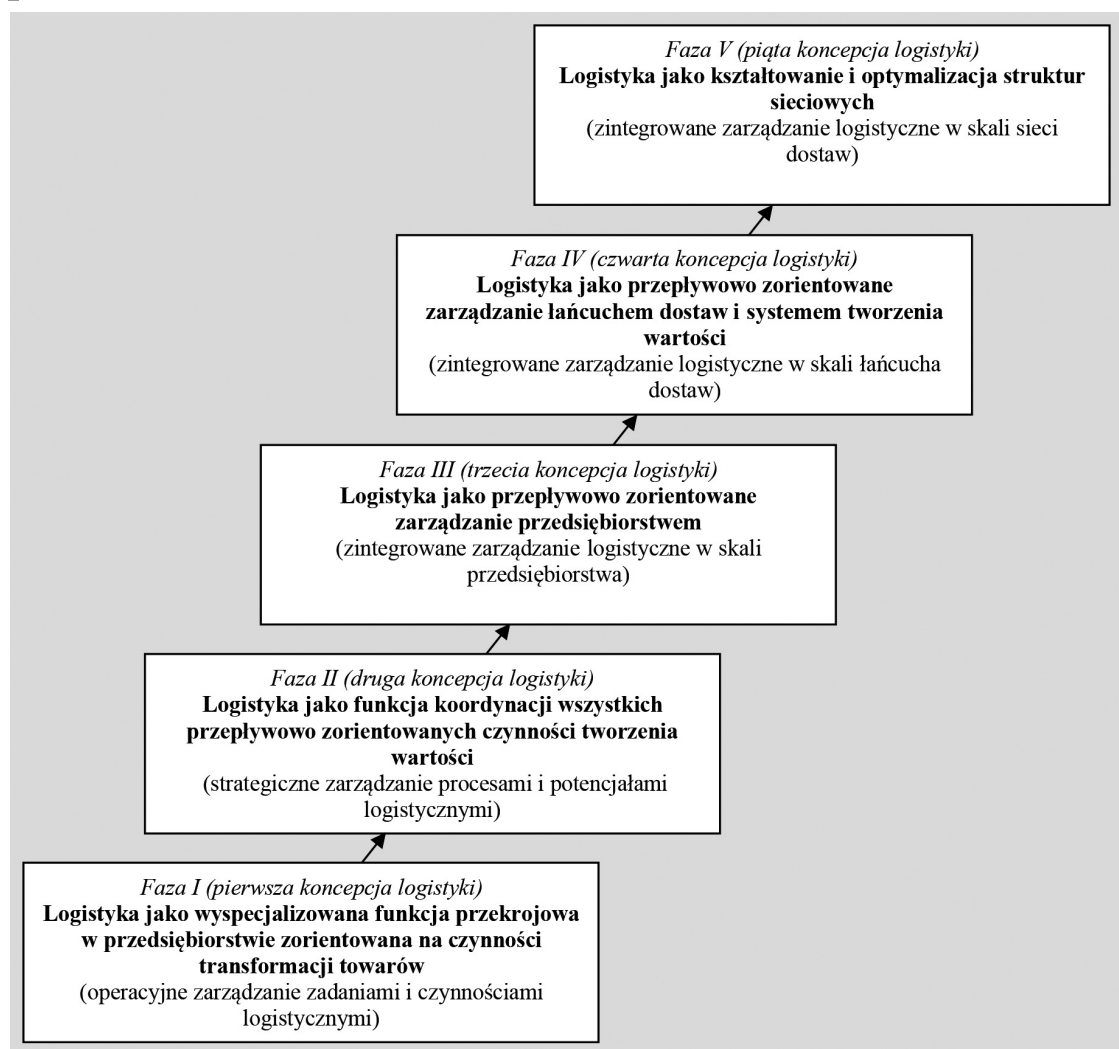 Faza V (piąta koncepcja logistyki)
Logistyka jako kształtowanie i optymalizacja struktur
sieciowych
(zintegrowane zarządzanie logistyczne w skali sieci
dostaw)
Faza IV (czwarta koncepcja logistyki)
Logistyka jako przepływowo zorientowane
zarządzanie łańcuchem dostaw i systemem tworzenia
wartości
(zintegrowane zarządzanie logistyczne w skali łańcucha
dostaw)
Faza III (trzecia koncepcja logistyki)
Logistyka jako przepływowo zorientowane
zarządzanie przedsiębiorstwem
(zintegrowane zarządzanie logistyczne w skali
przedsiębiorstwa)
Faza II (druga koncepcja logistyki)
Logistyka jako funkcja koordynacji wszystkich
przepływowo zorientowanych czynności tworzenia
wartości
(strategiczne zarządzanie procesami i potencjałami
logistycznymi)
Faza I (pierwsza koncepcja logistyki)
Logistyka jako wyspecjalizowana funkcja przekrojowa
w przedsiębiorstwie zorientowana na czynności
transformacji towarów
(operacyjne zarządzanie zadaniami i czynnościami
logistycznymi)